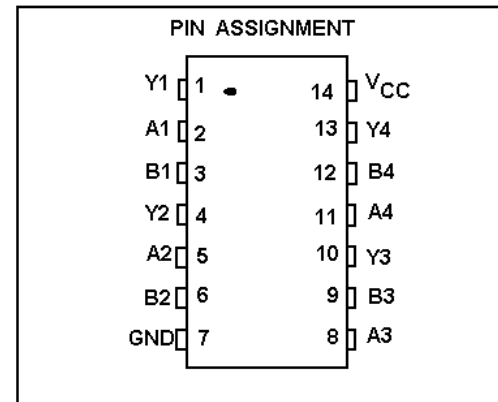 PIN ASSIGNMENT
Y1 1 14 VCC
A1 2 13 Y4
B1 3 12 B4
Y2 4 11 A4
A2 5 10 Y3
B2 6 9 B3
GND 7 8 A3